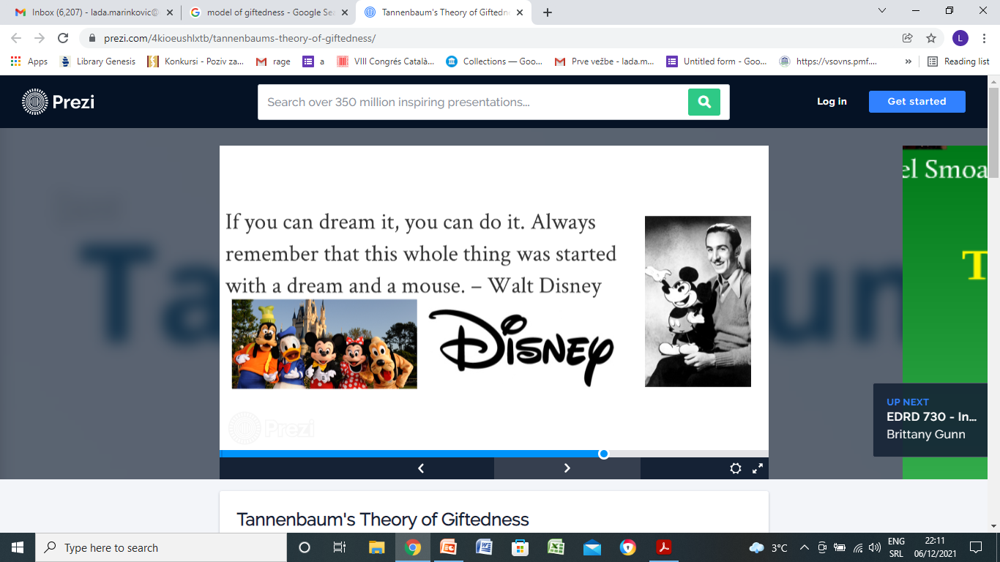 Inbox (6,207) - lada.marinkovic@
model of giftedness - Google Sea
Tannenbaum's Theory of Giftedn
prezi.com/4kioeushlxtb/tannenbaums-theory-of-giftedness/
L
Apps
Library Genesis
Konkursi - Poziv za...
rage
a
VIII Congrés Català...
Collections — Goo...
Prve vežbe - lada.m...
Untitled form - Goo...
https://vsovns.pmf....
»
Reading list
Prezi
Search over 350 million inspiring presentations...
Log in
Get started
el Smoa
If you can dream it, you can do it. Always
remember that this whole thing was started
with a dream and a mouse. – Walt Disney
Disney
Ta
un
T
Prezi
UP NEXT
EDRD 730 - In...
Brittany Gunn
Tannenbaum's Theory of Giftedness
Type here to search
3°C
ENG
SRL
22:11
06/12/2021